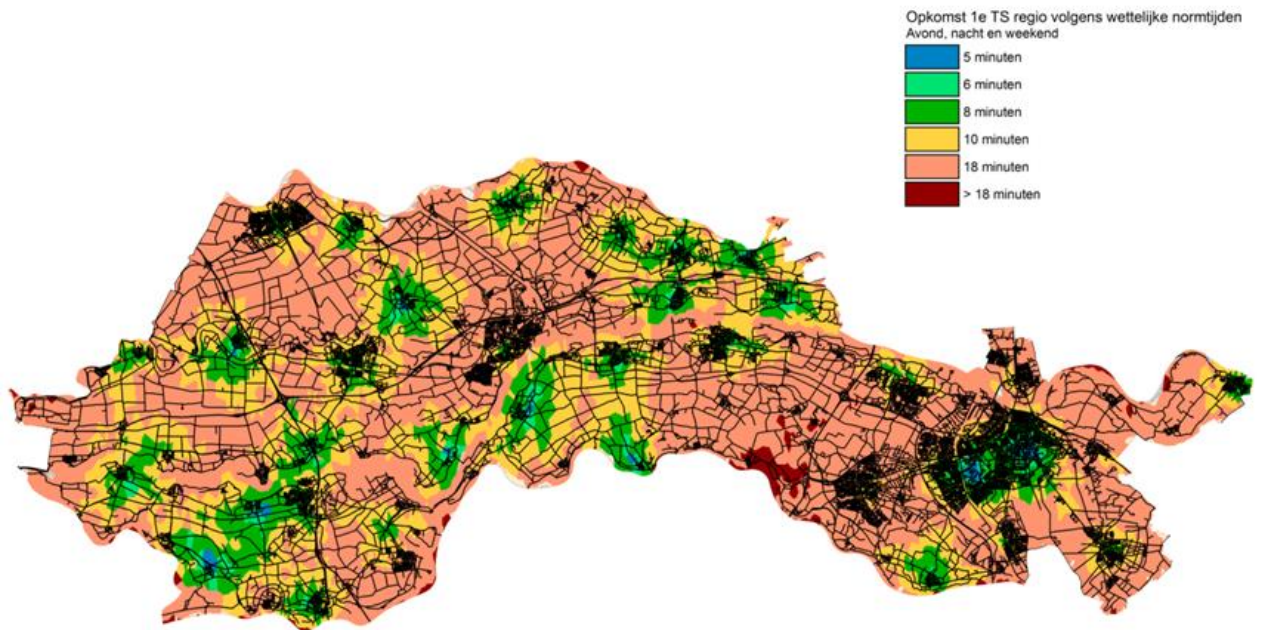 Opkomst 1e TS regio volgens wettelijke normtijden
Avond, nacht en weekend
5 minuten
6 minuten
8 minuten
10 minuten
18 minuten
> 18 minuten